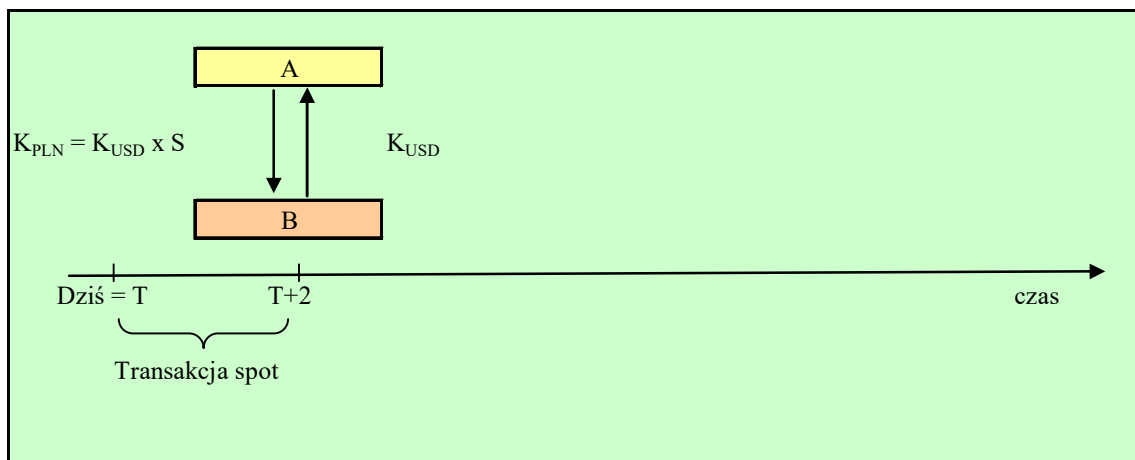 A
K_PLN = K_USD x S
K_USD
B
Dziś = T
T+2
czas
Transakcja spot